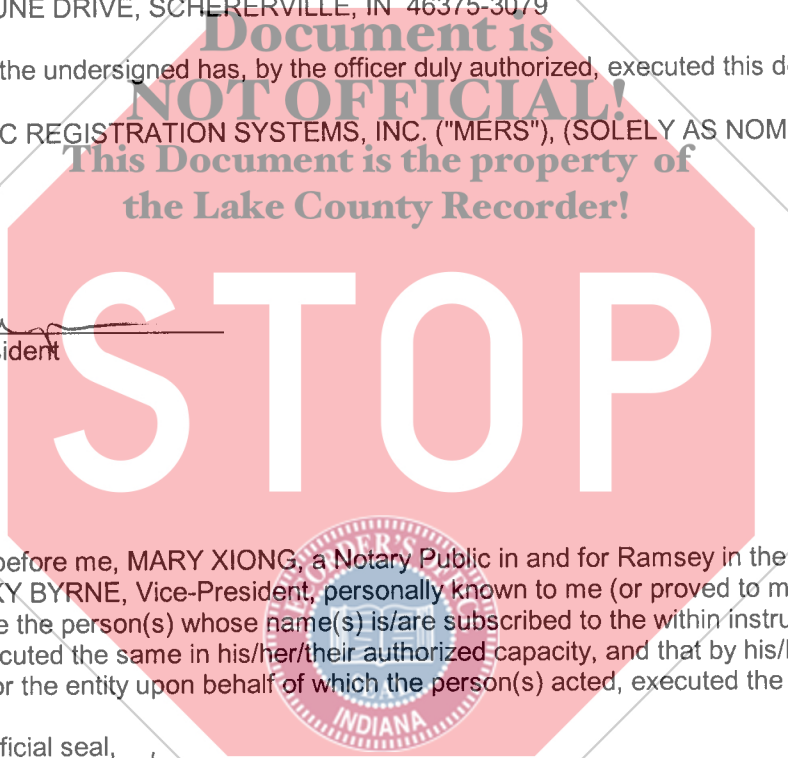 UNE DRIVE, SCHERERVILLE, IN 46375-3079
Document is
the undersigned has, by the officer duly authorized, executed this d
NOT OFFICIAL!
C REGISTRATION SYSTEMS, INC. ("MERS"), (SOLELY AS NOM
This Document is the property of
the Lake County Recorder!
STOP
sident
before me, MARY XIONG, a Notary Public in and for Ramsey in the
KY BYRNE, Vice-President, personally known to me (or proved to m
e the person(s) whose name(s) is/are subscribed to the within instru
cuted the same in his/her/their authorized capacity, and that by his/
or the entity upon behalf of which the person(s) acted, executed the
RECORDER'S OFFICE
SEAL
INDIANA
ficial seal,